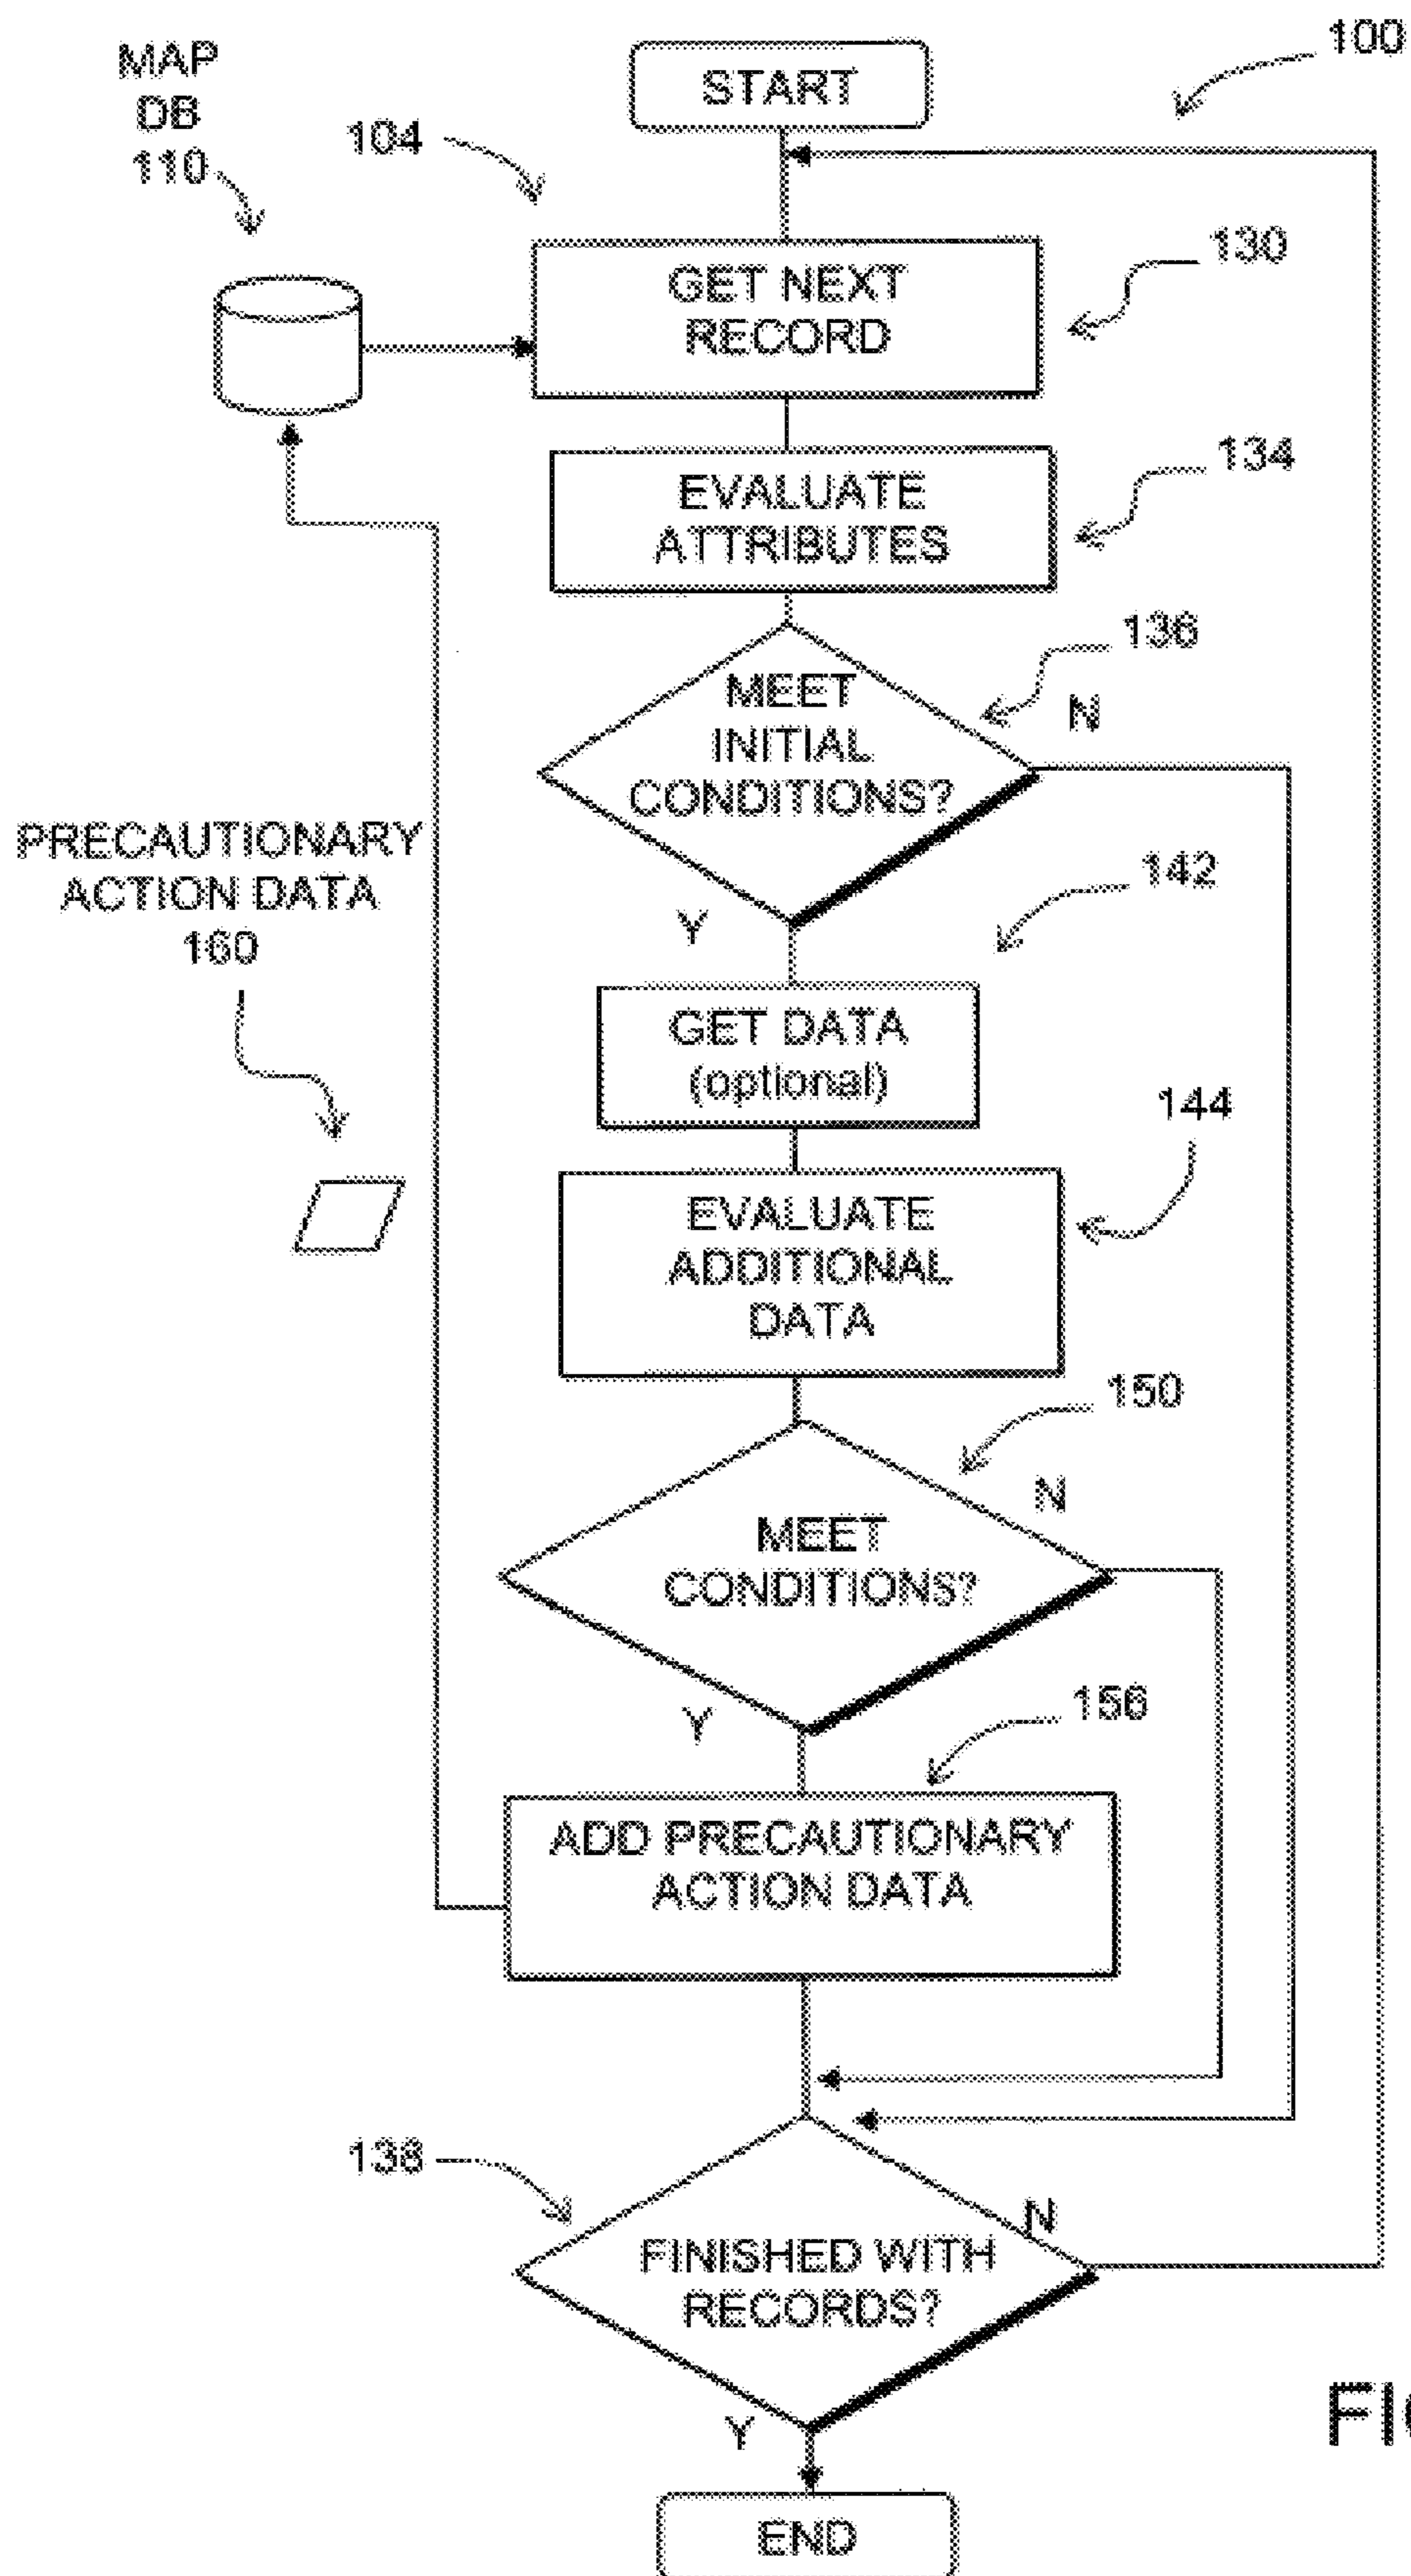 100
START
MAP
DB
110
104
130
GET NEXT
RECORD
134
EVALUATE
ATTRIBUTES
136
MEET
INITIAL
CONDITIONS?
N
PRECAUTIONARY
ACTION DATA
160
142
Y
GET DATA
(optional)
144
EVALUATE
ADDITIONAL
DATA
150
N
MEET
CONDITIONS?
156
Y
ADD PRECAUTIONARY
ACTION DATA
138
N
FINISHED WITH
RECORDS?
Y
END